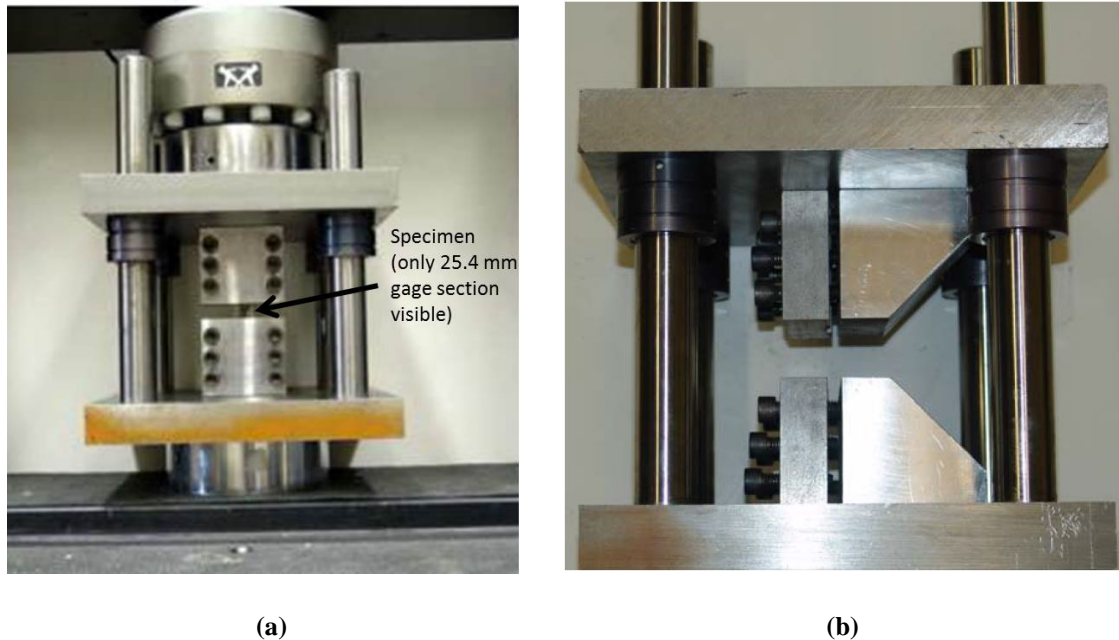 Specimen
(only 25.4 mm
gage section
visible)
(a)
(b)